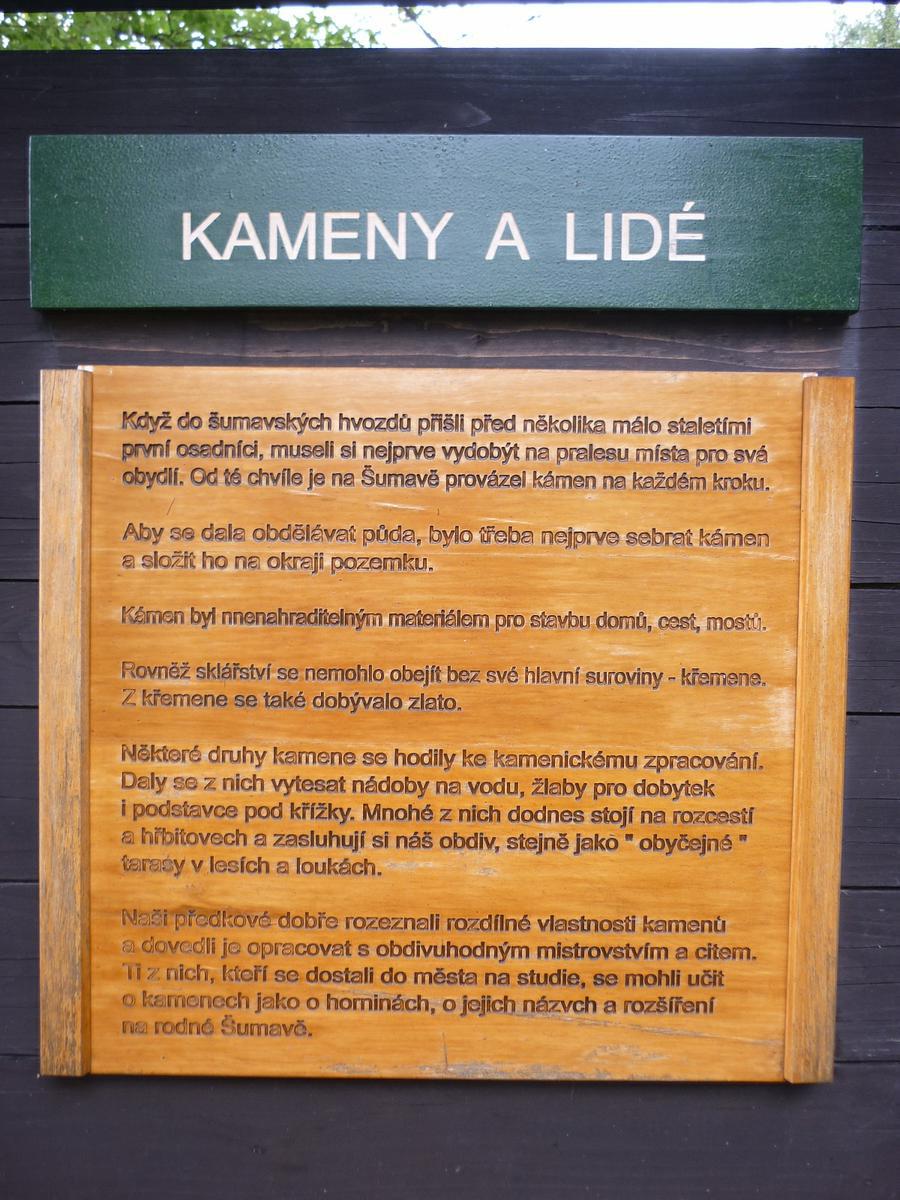 KAMENY A LIDÉ
Když do šumavských hvozdů přišli před několika málo staletími
první osadníci, museli si nejprve vydobýt na pralesu místa pro svá
obydlí. Od té chvíle je na Šumavě provázel kámen na každém kroku.
Aby se dala obdělávat půda, bylo třeba nejprve sebrat kámen
a složit ho na okraji pozemku.
Kámen byl nnenahraditelným materiálem pro stavbu domů, cest, mostů.
Rovněž sklářství se nemohlo obejít bez své hlavní suroviny - křemene.
Z křemene se také dobývalo zlato.
Některé druhy kamene se hodily ke kamenickému zpracování.
Daly se z nich vytesat nádoby na vodu, žlaby pro dobytek
i podstavce pod křížky. Mnohé z nich dodnes stojí na rozcestí
a hřbitovech a zasluhují si náš obdiv, stejně jako " obyčejné "
tarasy v lesích a loukách.
Naši předkové dobře rozeznali rozdílné vlastnosti kamenů
a dovedli je opracovat s obdivuhodným mistrovstvím a citem.
Ti z nich, kteří se dostali do města na studie, se mohli učit
o kamenech jako o horninách, o jejich názvch a rozšíření
na rodné Šumavě.